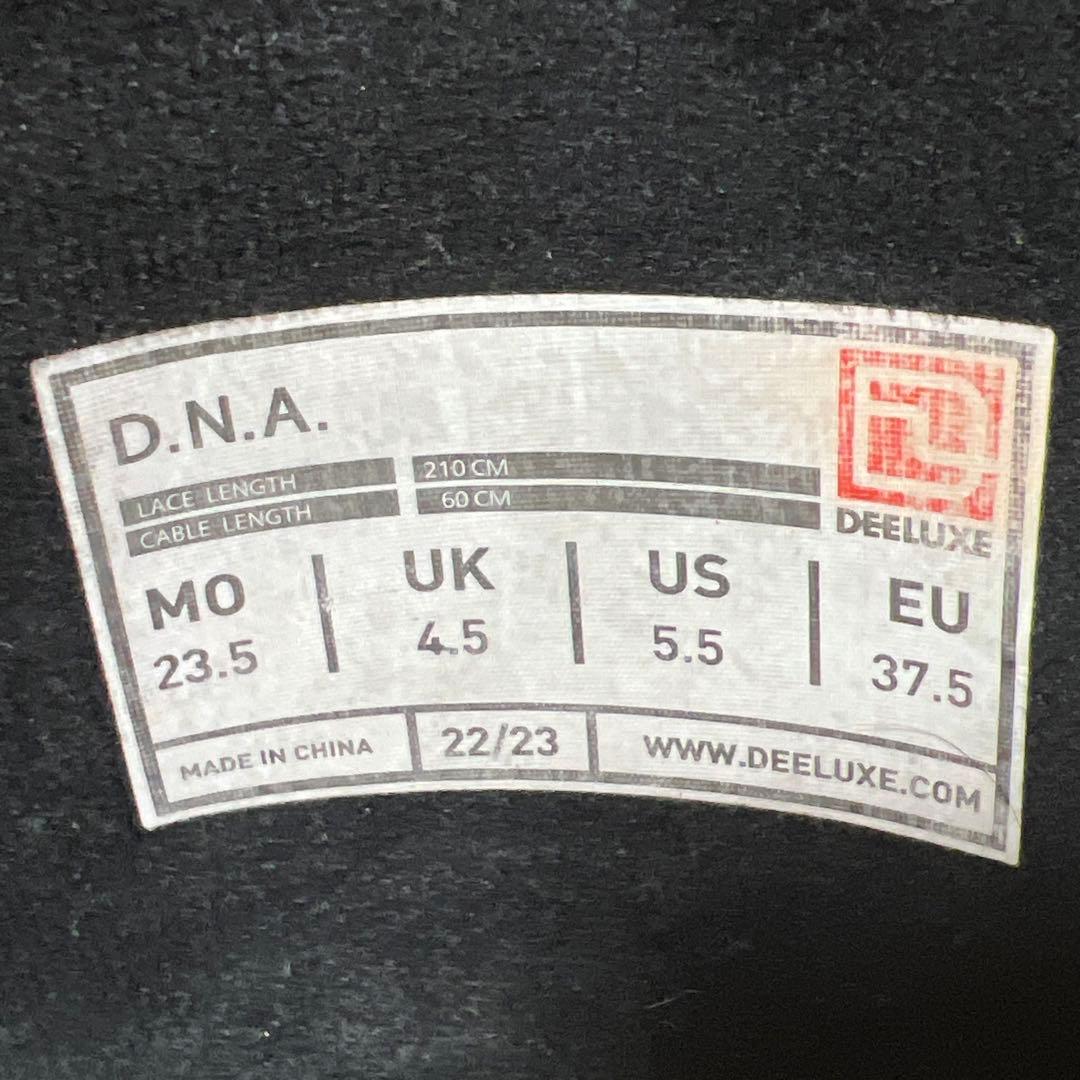 D.N.A.
LACE LENGTH 210 CM
CABLE LENGTH 60 CM
DEELUXE
MO UK US EU
23.5 4.5 5.5 37.5
MADE IN CHINA 22/23 WWW.DEELUXE.COM